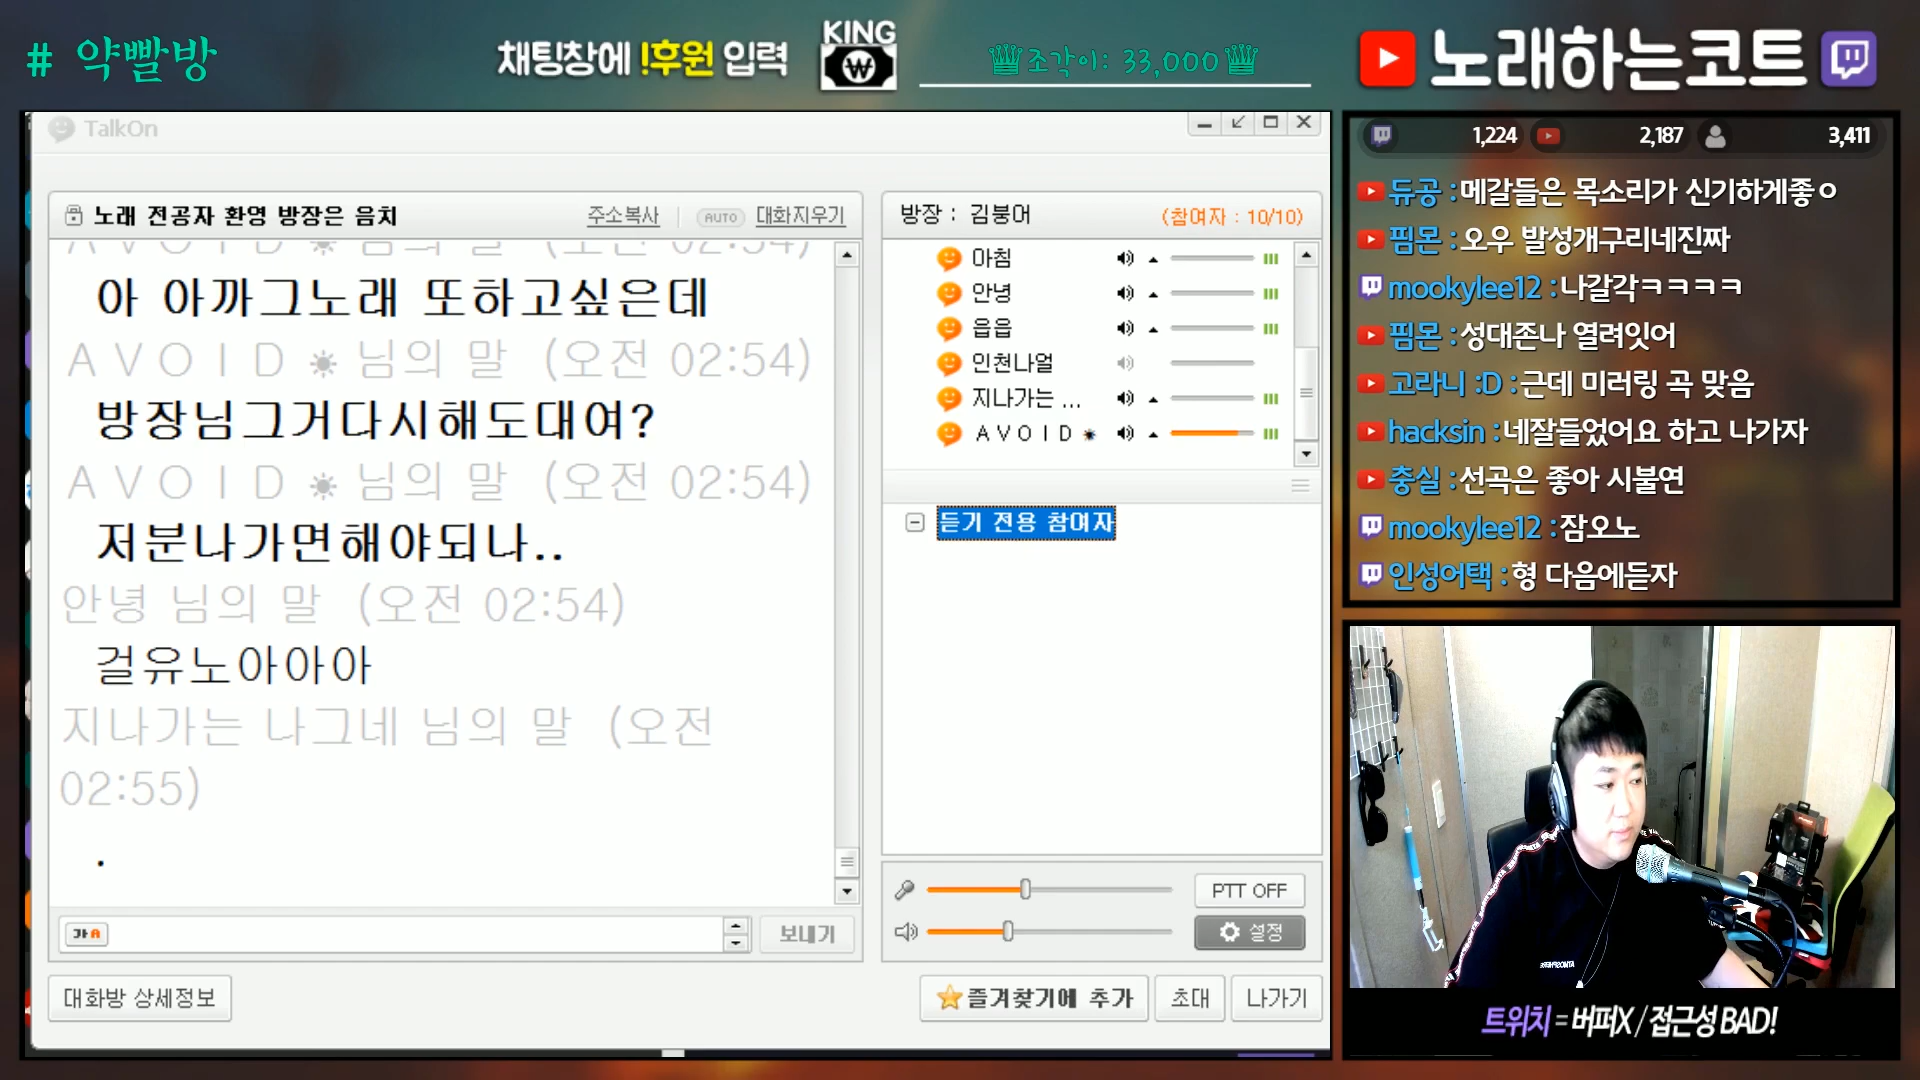 # 약빨방
채팅창에 !후원 입력
KING
₩
조각이: 33,000
노래하는코트
TalkOn
노래 전공자 환영 방장은 음치
주소복사
AUTO
대화지우기
A V O I D ☀ 님의 말 (오전 02:54)
아 아까그노래 또하고싶은데
A V O I D ☀ 님의 말 (오전 02:54)
방장님그거다시해도대여?
A V O I D ☀ 님의 말 (오전 02:54)
저분나가면해야되나..
안녕 님의 말 (오전 02:54)
걸유노아아아
지나가는 나그네 님의 말 (오전
02:55)
.
가A
보내기
대화방 상세정보
방장 : 김붕어
(참여자 : 10/10)
아침
안녕
읍읍
인천나얼
지나가는 ...
A V O I D ☀
듣기 전용 참여자
PTT OFF
설정
즐겨찾기에 추가
초대
나가기
1,224
2,187
3,411
듀공 :메갈들은 목소리가 신기하게좋ㅇ
핌몬 :오우 발성개구리네진짜
mookylee12 :나갈각ㅋㅋㅋㅋ
핌몬 :성대존나 열려잇어
고라니 :D :근데 미러링 곡 맞음
hacksin :네잘들었어요 하고 나가자
충실 :선곡은 좋아 시불연
mookylee12 :잠오노
인성어택 :형 다음에듣자
트위치 = 버퍼X / 접근성 BAD!